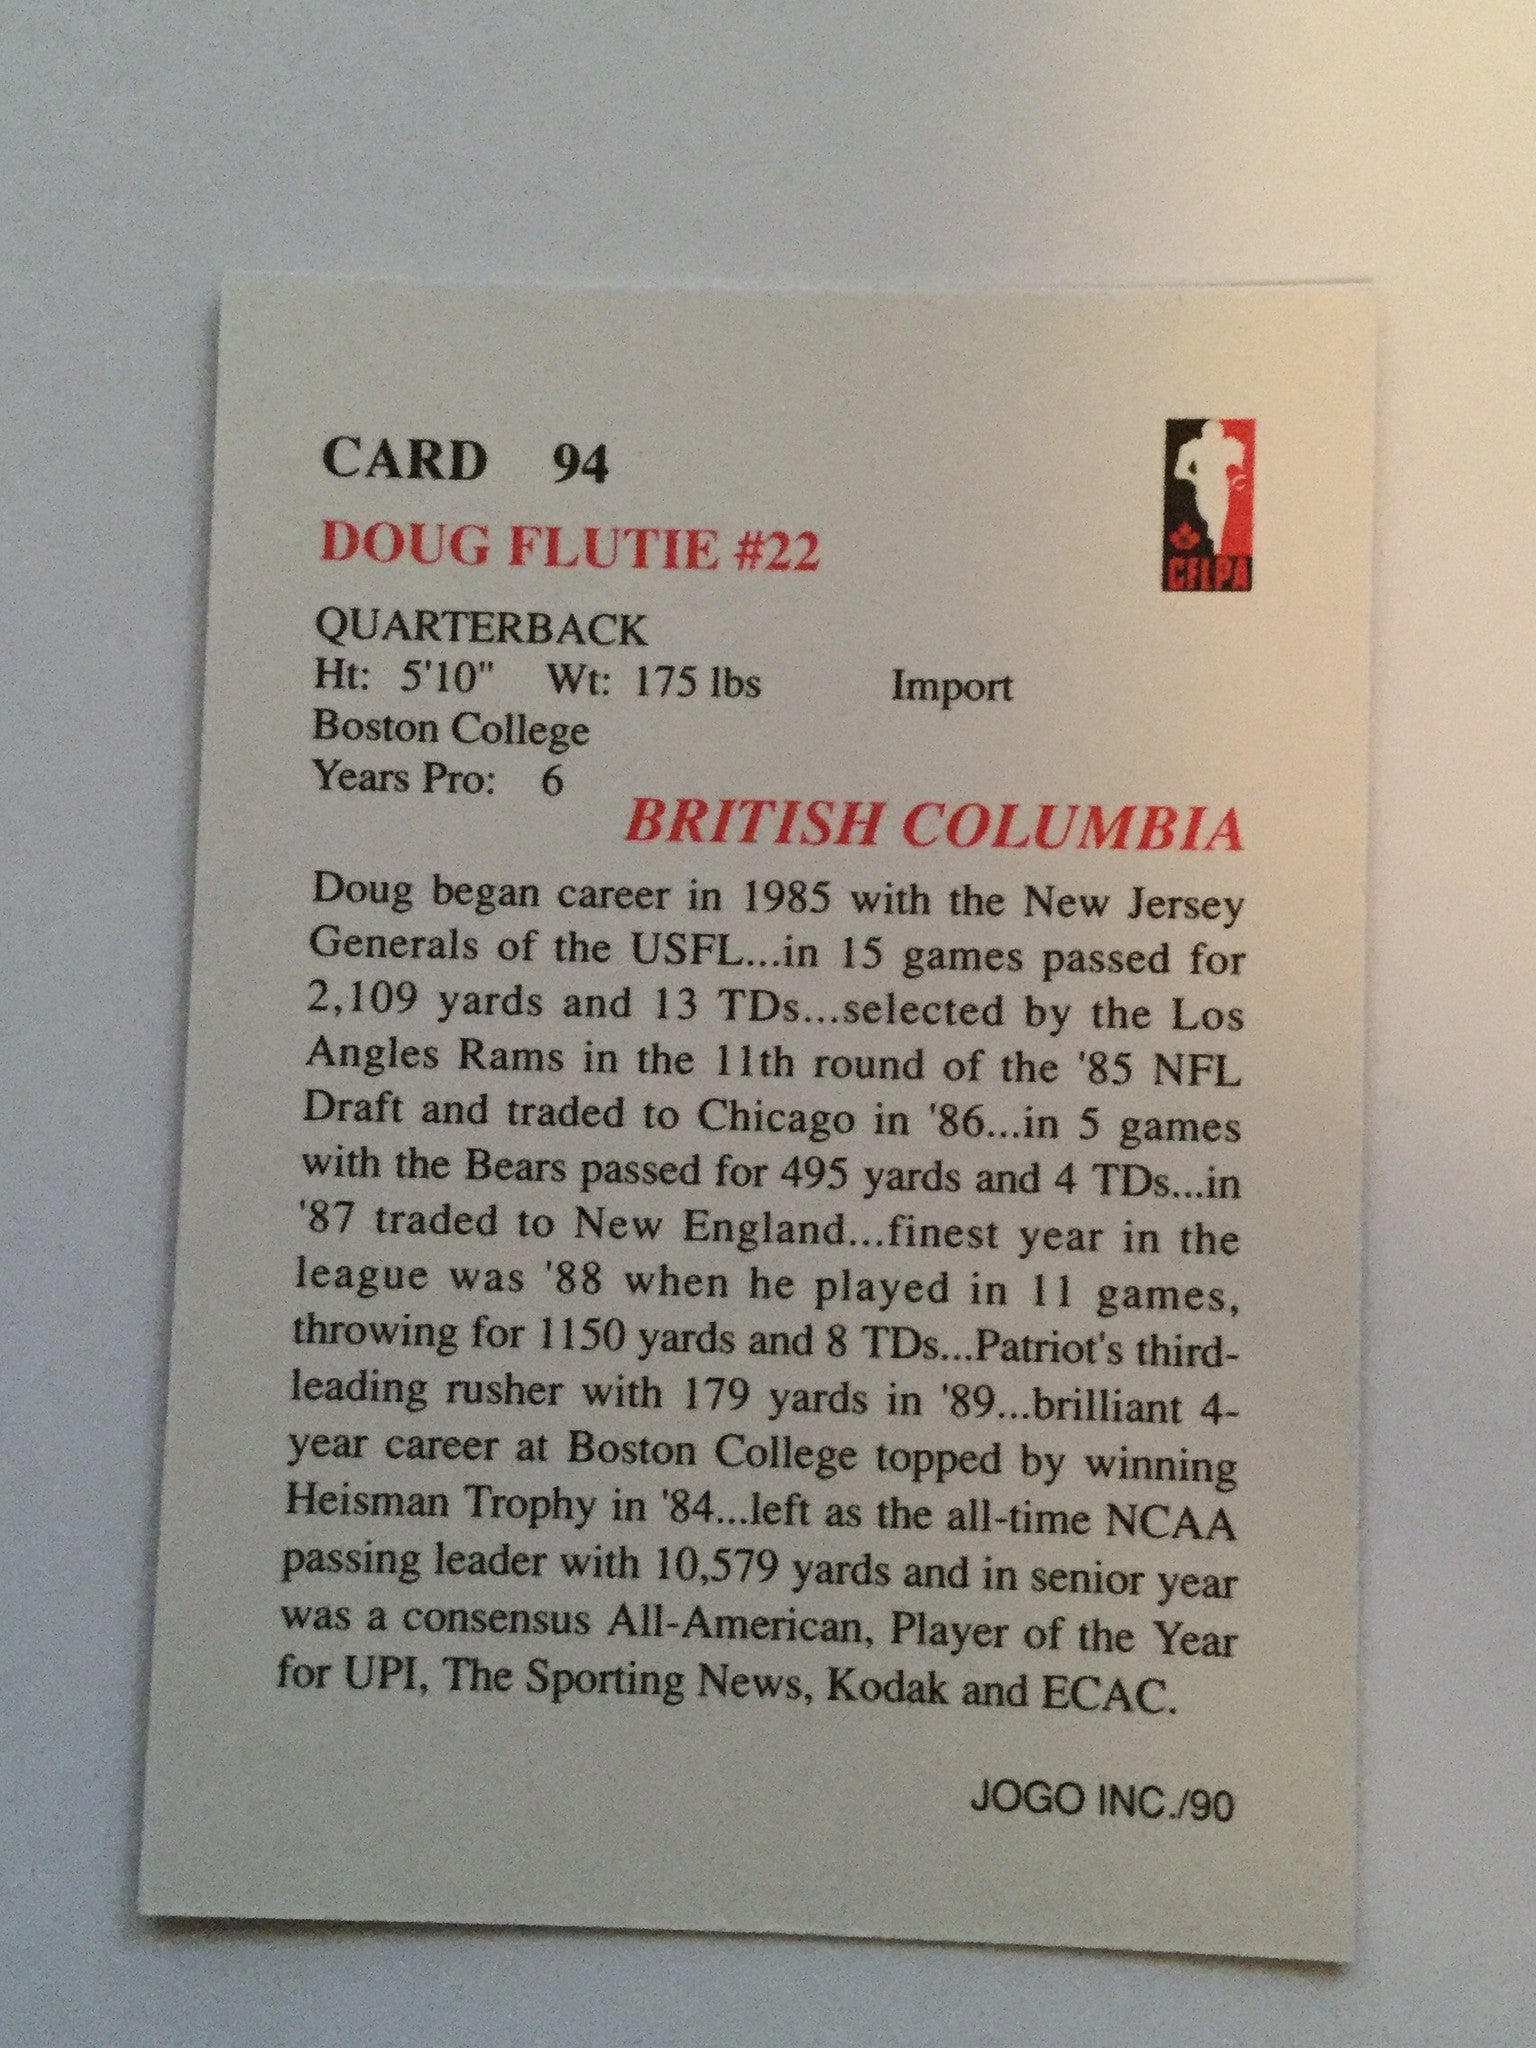 CARD 94
DOUG FLUTIE #22
CFLPA
QUARTERBACK
Ht: 5'10" Wt: 175 lbs Import
Boston College
Years Pro: 6
BRITISH COLUMBIA
Doug began career in 1985 with the New Jersey
Generals of the USFL...in 15 games passed for
2,109 yards and 13 TDs...selected by the Los
Angles Rams in the 11th round of the '85 NFL
Draft and traded to Chicago in '86...in 5 games
with the Bears passed for 495 yards and 4 TDs...in
'87 traded to New England...finest year in the
league was '88 when he played in 11 games,
throwing for 1150 yards and 8 TDs...Patriot's third-
leading rusher with 179 yards in '89...brilliant 4-
year career at Boston College topped by winning
Heisman Trophy in '84...left as the all-time NCAA
passing leader with 10,579 yards and in senior year
was a consensus All-American, Player of the Year
for UPI, The Sporting News, Kodak and ECAC.
JOGO INC./90